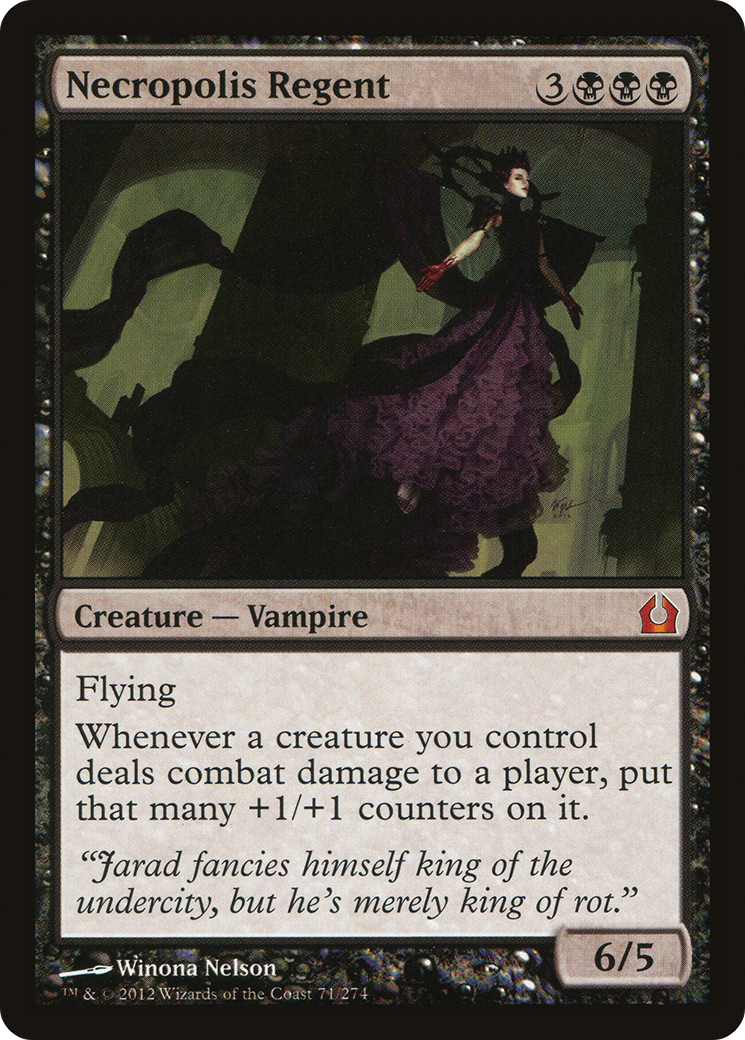 Necropolis Regent 3
Creature — Vampire
Flying
Whenever a creature you control
deals combat damage to a player, put
that many +1/+1 counters on it.
“Jarad fancies himself king of the
undercity, but he’s merely king of rot.”
6/5
Winona Nelson
™ & © 2012 Wizards of the Coast 71/274